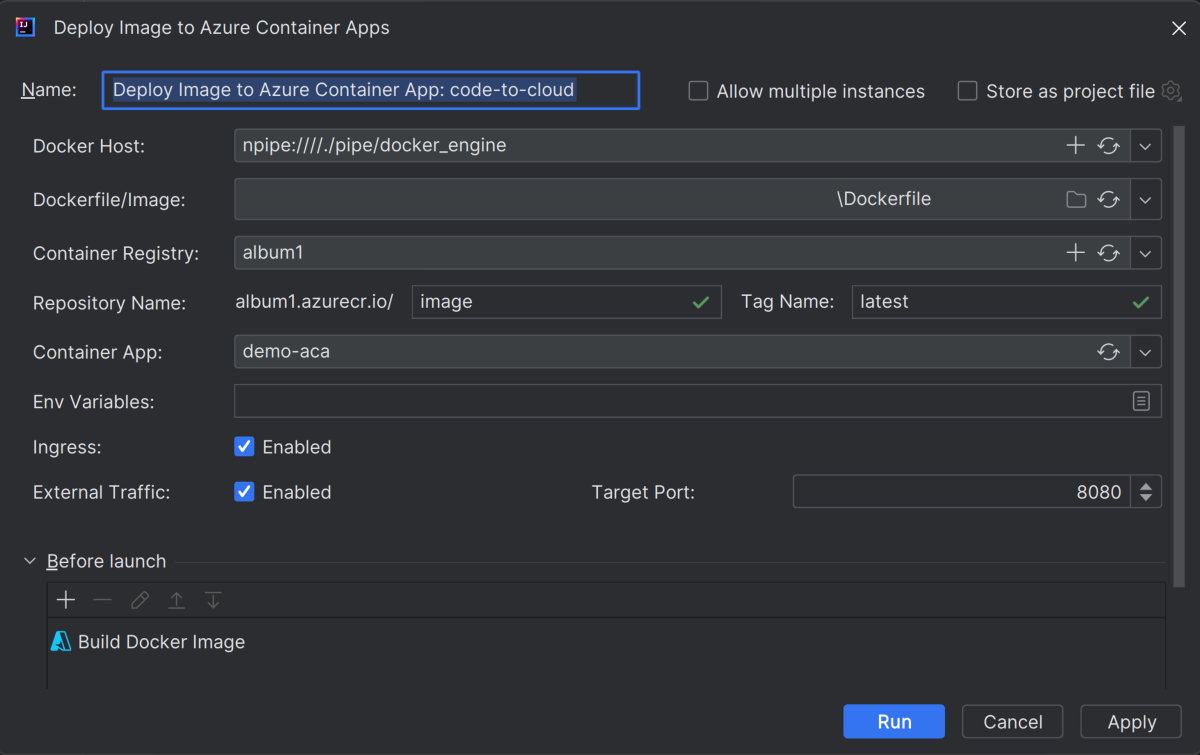 Deploy Image to Azure Container Apps
Name: Deploy Image to Azure Container App: code-to-cloud Allow multiple instances Store as project file
Docker Host: npipe:////./pipe/docker_engine
Dockerfile/Image: \Dockerfile
Container Registry: album1
Repository Name: album1.azurecr.io/ image Tag Name: latest
Container App: demo-aca
Env Variables:
Ingress: Enabled
External Traffic: Enabled Target Port: 8080
Before launch
Build Docker Image
Run Cancel Apply